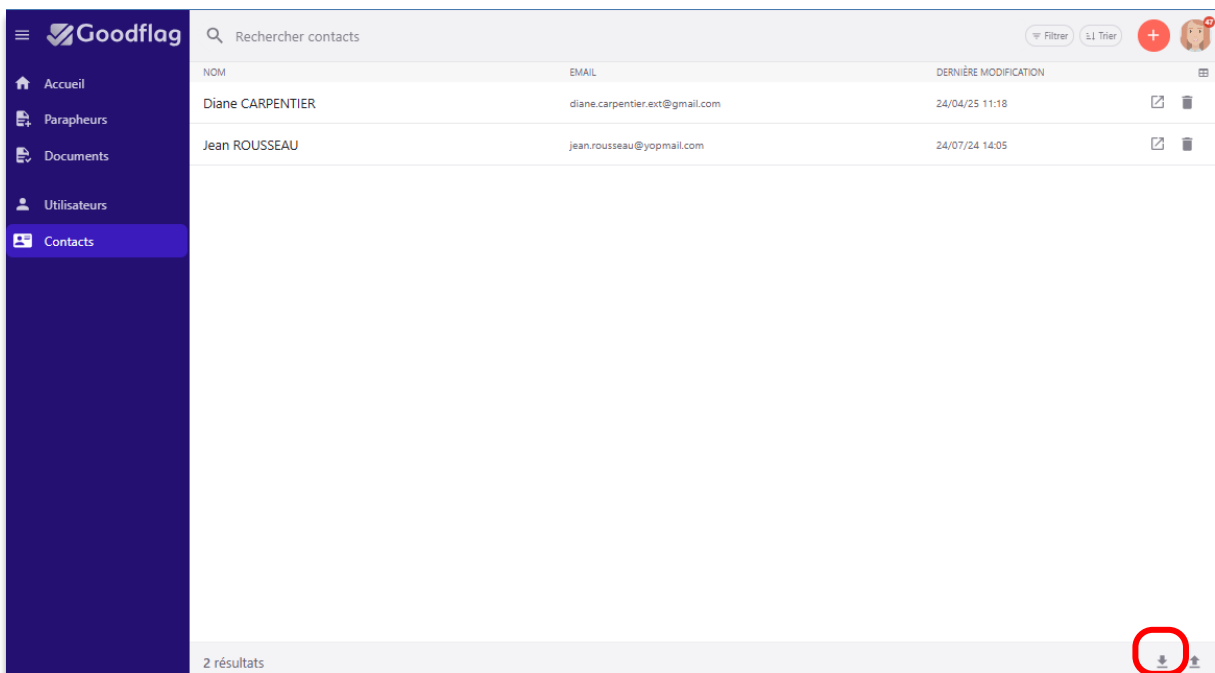 Goodflag
Rechercher contacts
Filtrer
Trier
47
Accueil
Parapheurs
Documents
Utilisateurs
Contacts
NOM EMAIL DERNIÈRE MODIFICATION
Diane CARPENTIER diane.carpentier.ext@gmail.com 24/04/25 11:18
Jean ROUSSEAU jean.rousseau@yopmail.com 24/07/24 14:05
2 résultats